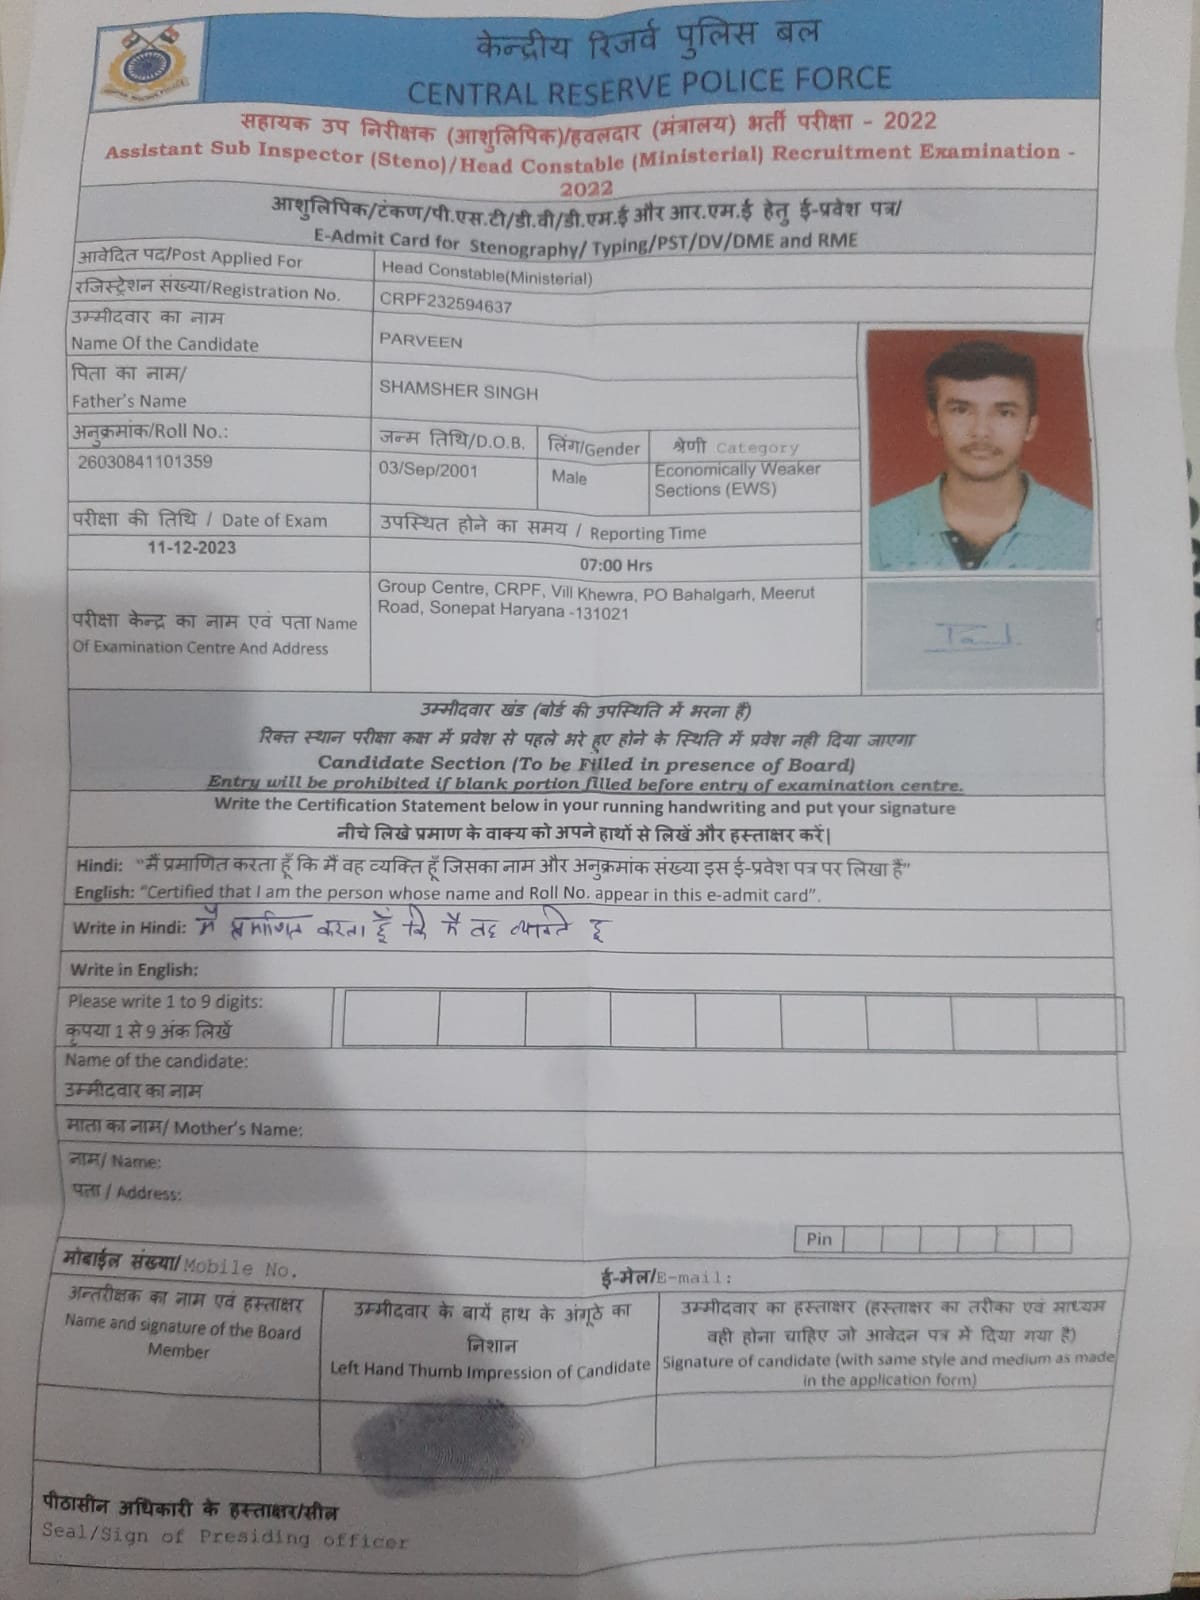 केन्द्रीय रिजर्व पुलिस बल
CENTRAL RESERVE POLICE FORCE
सहायक उप निरीक्षक (आशुलिपिक)/हवलदार (मंत्रालय) भर्ती परीक्षा - 2022
Assistant Sub Inspector (Steno)/Head Constable (Ministerial) Recruitment Examination -
2022
आशुलिपिक/टंकण/पी.एस.टी/डी.वी/डी.एम.ई और आर.एम.ई हेतु ई-प्रवेश पत्र/
E-Admit Card for Stenography/ Typing/PST/DV/DME and RME
आवेदित पद/Post Applied For Head Constable(Ministerial)
रजिस्ट्रेशन संख्या/Registration No. CRPF232594637
उम्मीदवार का नाम
Name Of the Candidate PARVEEN
पिता का नाम/
Father's Name SHAMSHER SINGH
अनुक्रमांक/Roll No.: जन्म तिथि/D.O.B. लिंग/Gender श्रेणी Category
26030841101359 03/Sep/2001 Male Economically Weaker
Sections (EWS)
परीक्षा की तिथि / Date of Exam उपस्थित होने का समय / Reporting Time
11-12-2023 07:00 Hrs
परीक्षा केन्द्र का नाम एवं पता Name
Of Examination Centre And Address
Group Centre, CRPF, Vill Khewra, PO Bahalgarh, Meerut
Road, Sonepat Haryana -131021
उम्मीदवार खंड (बोर्ड की उपस्थिति में भरना है)
रिक्त स्थान परीक्षा कक्ष में प्रवेश से पहले भरे हुए होने के स्थिति में प्रवेश नही दिया जाएगा
Candidate Section (To be Filled in presence of Board)
Entry will be prohibited if blank portion filled before entry of examination centre.
Write the Certification Statement below in your running handwriting and put your signature
नीचे लिखे प्रमाण के वाक्य को अपने हाथों से लिखें और हस्ताक्षर करें|
Hindi: "मैं प्रमाणित करता हूँ कि मैं वह व्यक्ति हूँ जिसका नाम और अनुक्रमांक संख्या इस ई-प्रवेश पत्र पर लिखा है"
English: "Certified that I am the person whose name and Roll No. appear in this e-admit card".
Write in Hindi: मैं प्रमाणित करता हूँ कि मैं वह व्यक्ति हू
Write in English:
Please write 1 to 9 digits:
कृपया 1 से 9 अंक लिखें
Name of the candidate:
उम्मीदवार का नाम
माता का नाम/ Mother's Name:
नाम/ Name:
पता / Address:
Pin
मोबाईल संख्या/Mobile No. ई-मेल/E-mail:
अन्तरीक्षक का नाम एवं हस्ताक्षर
Name and signature of the Board
Member
उम्मीदवार के बायें हाथ के अंगूठे का
निशान
Left Hand Thumb Impression of Candidate
उम्मीदवार का हस्ताक्षर (हस्ताक्षर का तरीका एवं माध्यम
वही होना चाहिए जो आवेदन पत्र में दिया गया है)
Signature of candidate (with same style and medium as made
in the application form)
पीठासीन अधिकारी के हस्ताक्षर/सील
Seal/Sign of Presiding officer